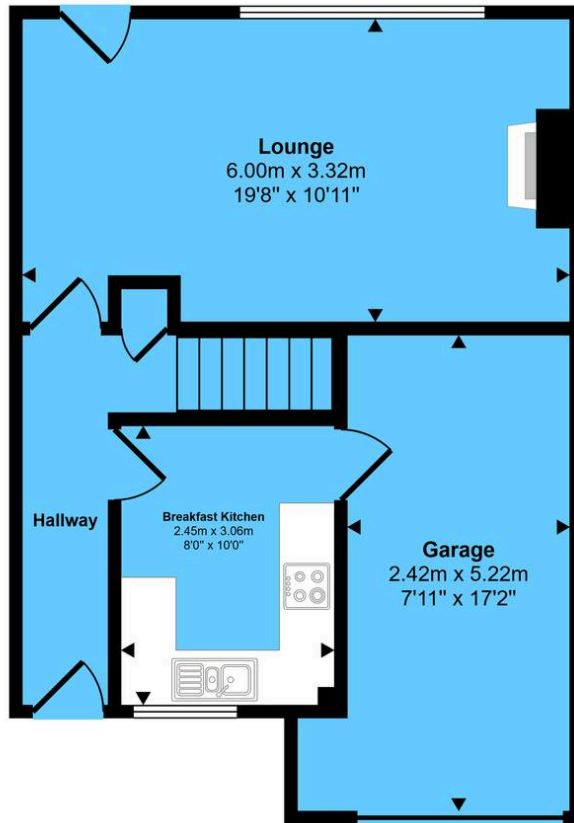 Lounge
6.00m x 3.32m
19'8" x 10'11"
Hallway
Breakfast Kitchen
2.45m x 3.06m
8'0" x 10'0"
Garage
2.42m x 5.22m
7'11" x 17'2"